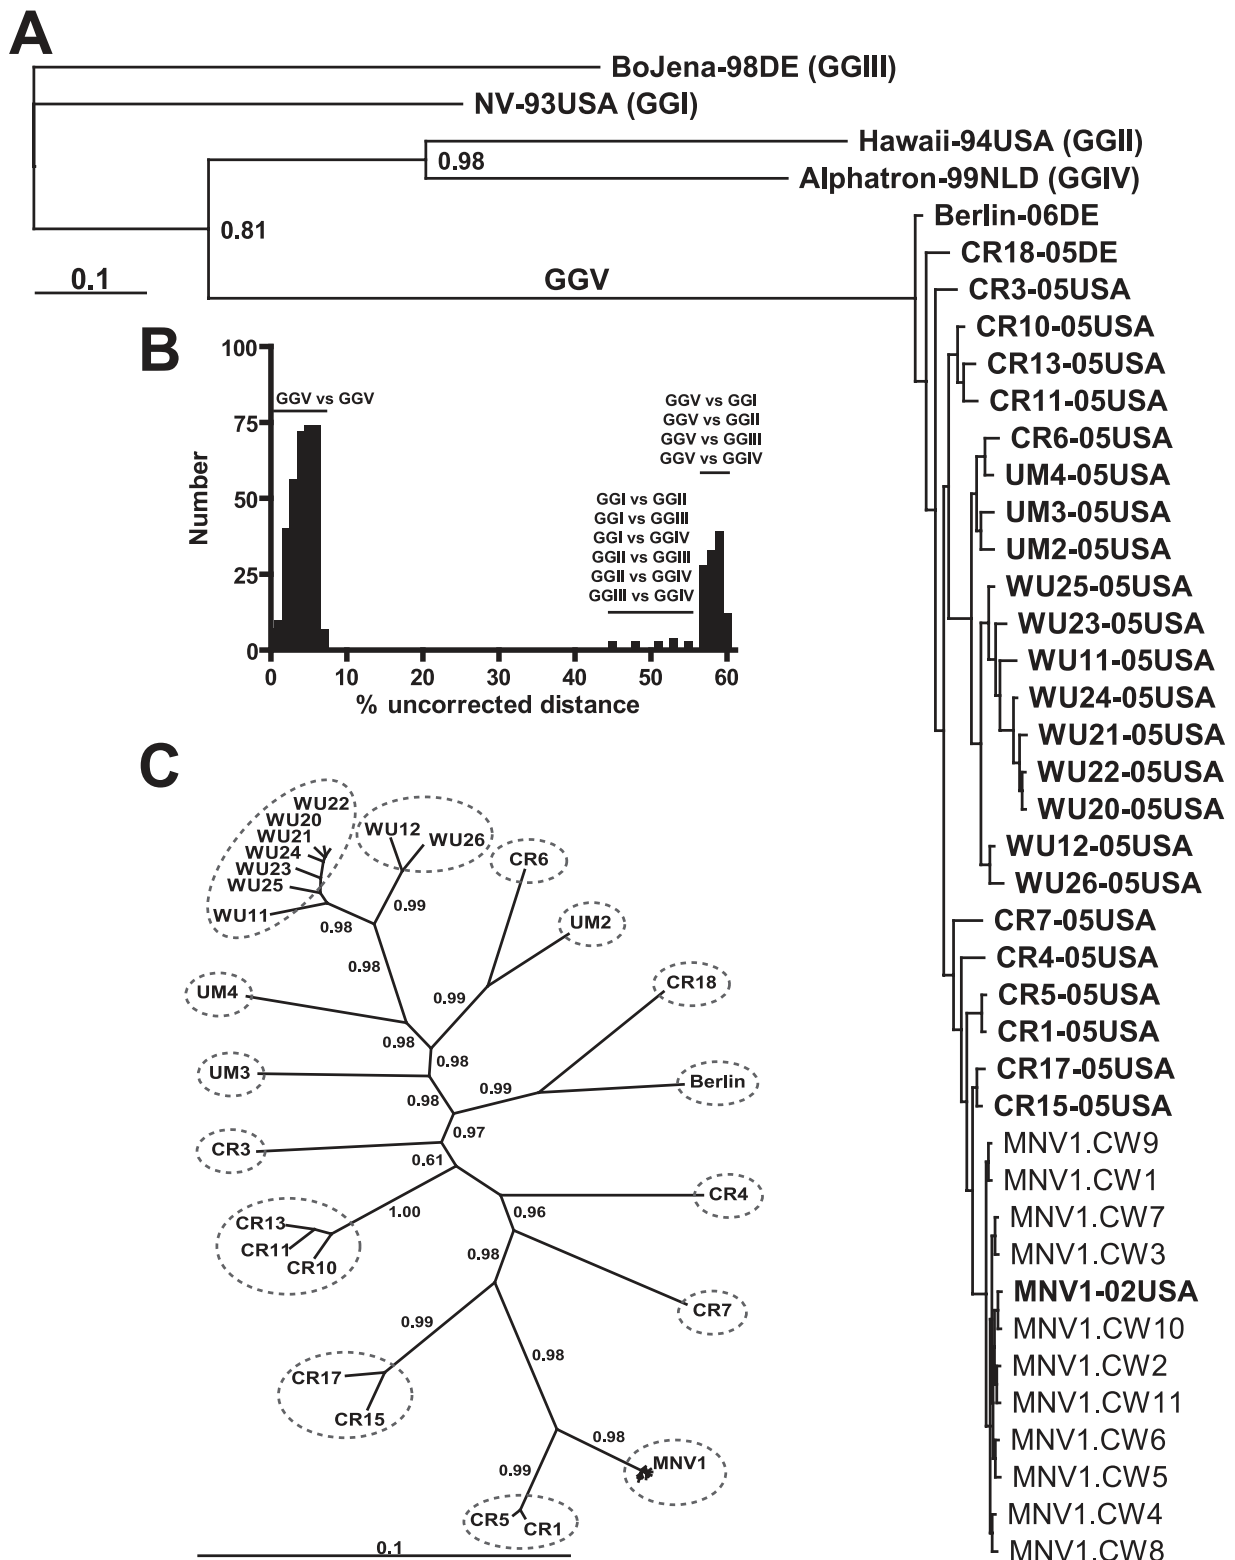 A
BoJena-98DE (GGIII)
NV-93USA (GGI)
Hawaii-94USA (GGII)
0.98
Alphatron-99NLD (GGIV)
Berlin-06DE
0.81
CR18-05DE
0.1
GGV
CR3-05USA
CR10-05USA
CR13-05USA
CR11-05USA
CR6-05USA
UM4-05USA
UM3-05USA
UM2-05USA
WU25-05USA
WU23-05USA
WU11-05USA
WU24-05USA
WU21-05USA
WU22-05USA
WU20-05USA
WU12-05USA
WU26-05USA
CR7-05USA
CR4-05USA
CR5-05USA
CR1-05USA
CR17-05USA
CR15-05USA
MNV1.CW9
MNV1.CW1
MNV1.CW7
MNV1.CW3
MNV1-02USA
MNV1.CW10
MNV1.CW2
MNV1.CW11
MNV1.CW6
MNV1.CW5
MNV1.CW4
MNV1.CW8
B
100
75
50
25
0
Number
GGV vs GGV
GGV vs GGI
GGV vs GGII
GGV vs GGIII
GGV vs GGIV
GGI vs GGII
GGI vs GGIII
GGI vs GGIV
GGII vs GGIII
GGII vs GGIV
GGIII vs GGIV
0 10 20 30 40 50 60
% uncorrected distance
C
WU22
WU20
WU21
WU24
WU23
WU25
WU11
WU12
WU26
CR6
0.99
0.98
UM2
0.98
CR18
UM4
0.99
0.98
0.98
UM3
0.99
Berlin
0.98
0.97
CR3
0.61
CR4
1.00
0.96
CR13
CR11
CR10
0.98
CR7
0.99
0.98
CR17
CR15
0.98
MNV1
0.99
CR5
CR1
0.1